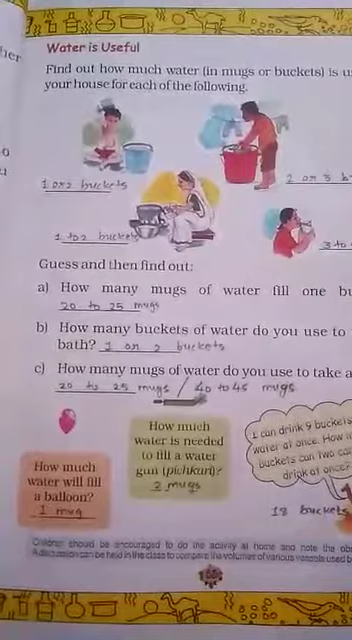 her
Water is Useful
Find out how much water (in mugs or buckets) is u
your house for each of the following.
1 or 2 buckets
2 or 3 b
1 to 2 buckets
3 to
Guess and then find out:
a) How many mugs of water fill one bu
20 to 25 mugs
b) How many buckets of water do you use to
bath? 1 or 2 buckets
c) How many mugs of water do you use to take a
20 to 25 mugs / 40 to 45 mugs
How much
water is needed
to fill a water
gun (pichkari)?
2 mugs
I can drink 9 buckets
water at once. How
buckets can two ca
drink at once?
18 buckets
How much
water will fill
a balloon?
1 mug
Children should be encouraged to do the activity at home and note the ob
A discussion can be held in the class to compare the volumes of various vessels used b